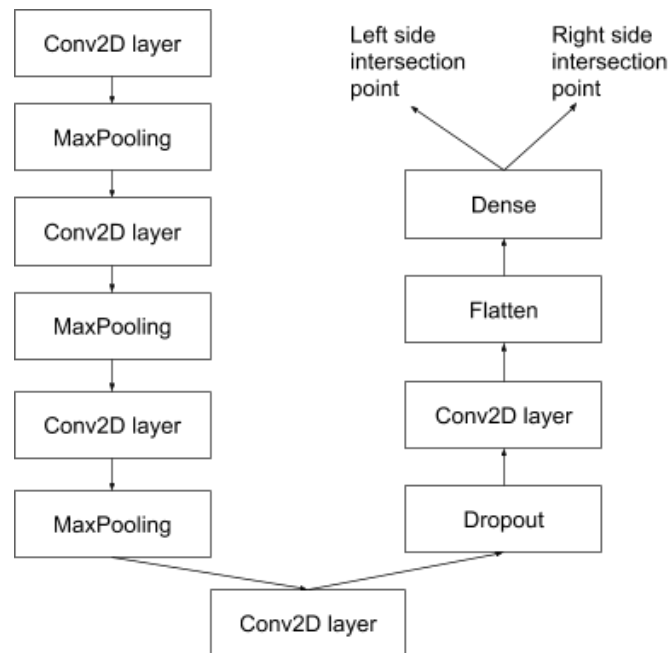 Conv2D layer
MaxPooling
Conv2D layer
MaxPooling
Conv2D layer
MaxPooling
Conv2D layer
Dropout
Conv2D layer
Flatten
Dense
Left side
intersection
point
Right side
intersection
point